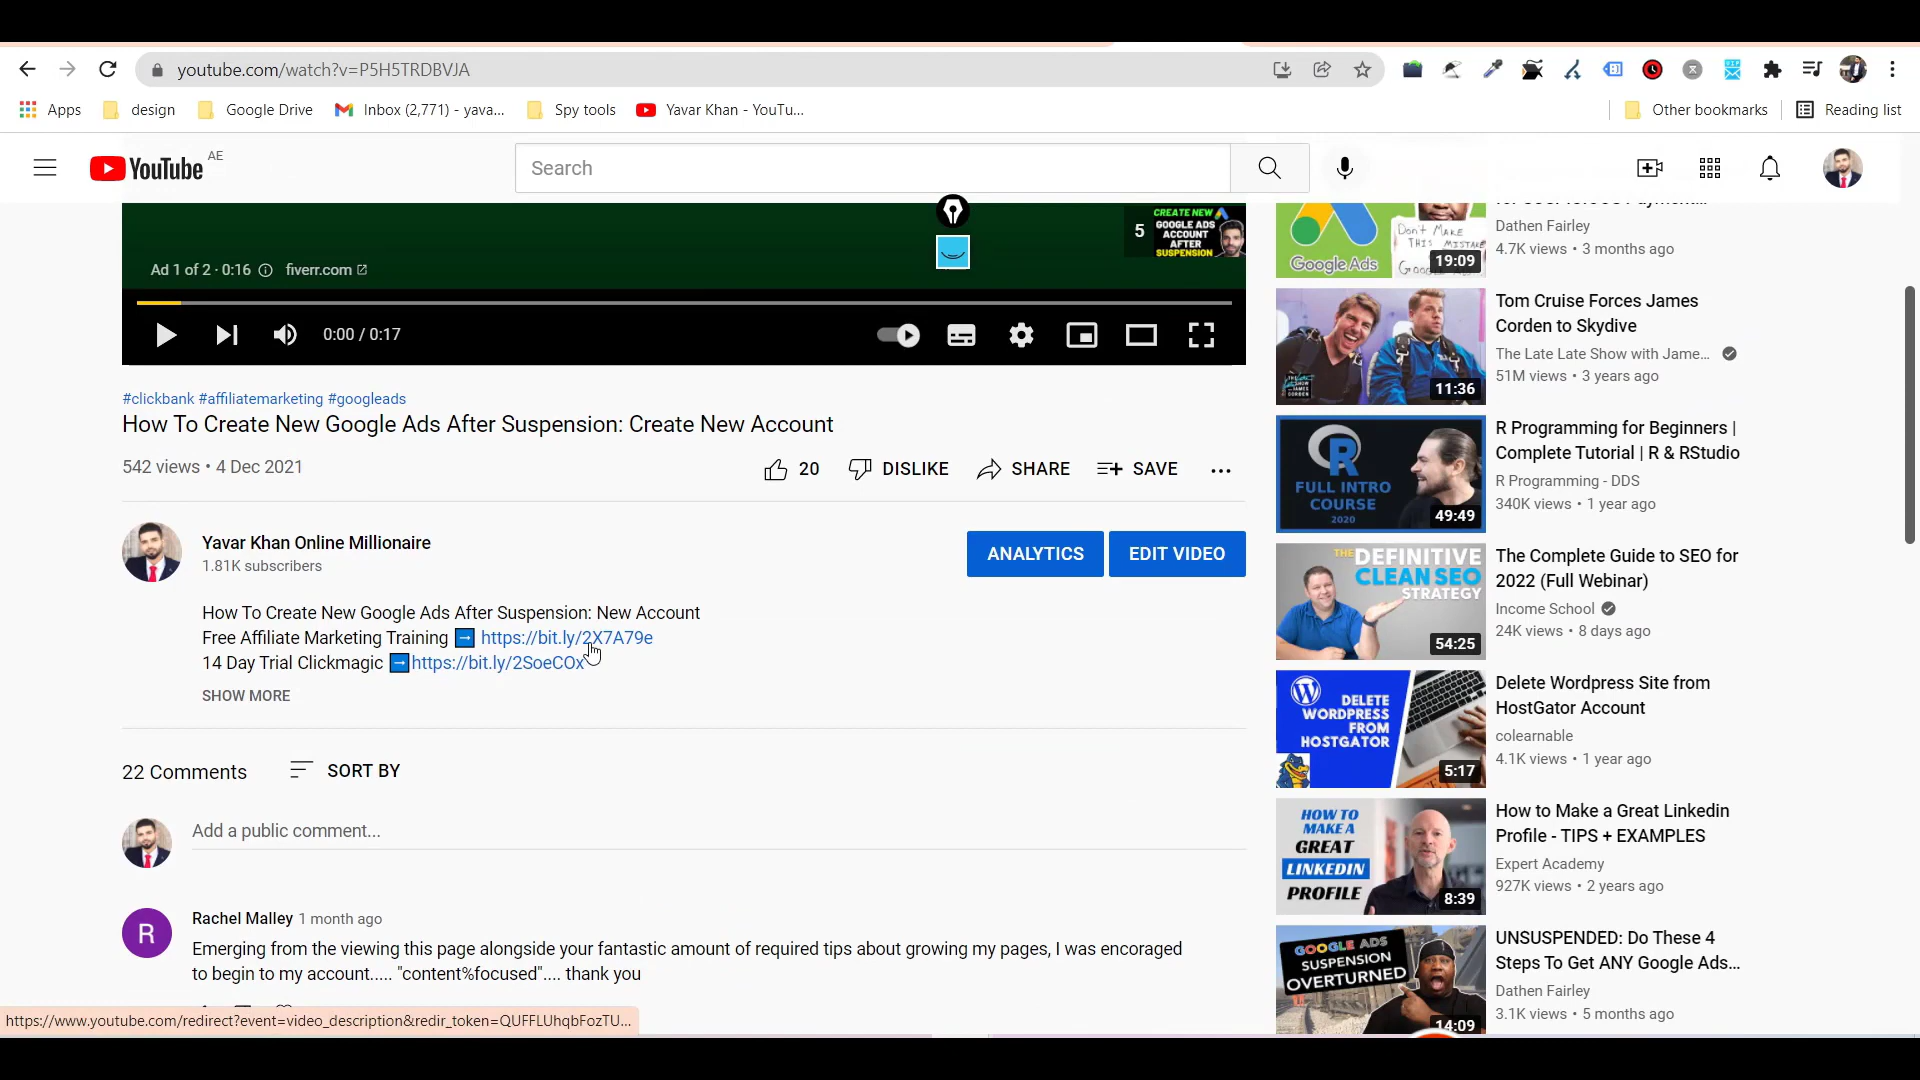 youtube.com/watch?v=P5H5TRDBVJA
Apps design Google Drive Inbox (2,771) - yava... Spy tools Yavar Khan - YouTu... Other bookmarks Reading list
YouTube AE
Search
5
CREATE NEW
GOOGLE ADS
ACCOUNT
AFTER
SUSPENSION
Ad 1 of 2 · 0:16 fiverr.com
0:00 / 0:17
#clickbank #affiliatemarketing #googleads
How To Create New Google Ads After Suspension: Create New Account
542 views • 4 Dec 2021
20 DISLIKE SHARE SAVE
Yavar Khan Online Millionaire
1.81K subscribers
ANALYTICS EDIT VIDEO
How To Create New Google Ads After Suspension: New Account
Free Affiliate Marketing Training ➡ https://bit.ly/2X7A79e
14 Day Trial Clickmagic ➡https://bit.ly/2SoeCOx
SHOW MORE
22 Comments SORT BY
Add a public comment...
Rachel Malley 1 month ago
Emerging from the viewing this page alongside your fantastic amount of required tips about growing my pages, I was encoraged
to begin to my account..... "content%focused".... thank you
https://www.youtube.com/redirect?event=video_description&redir_token=QUFFLUhqbFozTU...
Google Ads
Don't Make
This Mistake
19:09
Dathen Fairley
4.7K views • 3 months ago
11:36
Tom Cruise Forces James
Corden to Skydive
The Late Late Show with Jame...
51M views • 3 years ago
R
FULL INTRO
COURSE
2020
49:49
R Programming for Beginners |
Complete Tutorial | R & RStudio
R Programming - DDS
340K views • 1 year ago
THE DEFINITIVE
CLEAN SEO
STRATEGY
54:25
The Complete Guide to SEO for
2022 (Full Webinar)
Income School
24K views • 8 days ago
DELETE
WORDPRESS
FROM
HOSTGATOR
5:17
Delete Wordpress Site from
HostGator Account
colearnable
4.1K views • 1 year ago
HOW TO
MAKE A
GREAT
LINKEDIN
PROFILE
8:39
How to Make a Great Linkedin
Profile - TIPS + EXAMPLES
Expert Academy
927K views • 2 years ago
GOOGLE ADS
SUSPENSION
OVERTURNED
14:09
UNSUSPENDED: Do These 4
Steps To Get ANY Google Ads...
Dathen Fairley
3.1K views • 5 months ago